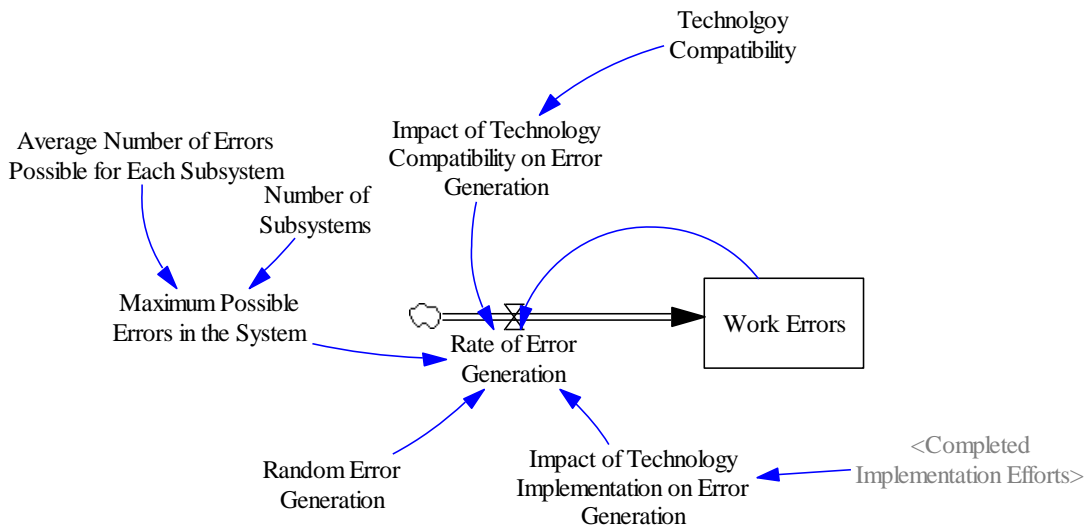 Technolgoy
Compatibility
Average Number of Errors
Possible for Each Subsystem
Impact of Technology
Compatibility on Error
Generation
Number of
Subsystems
Maximum Possible
Errors in the System
Work Errors
Rate of Error
Generation
Random Error
Generation
Impact of Technology
Implementation on Error
Generation
<Completed
Implementation Efforts>